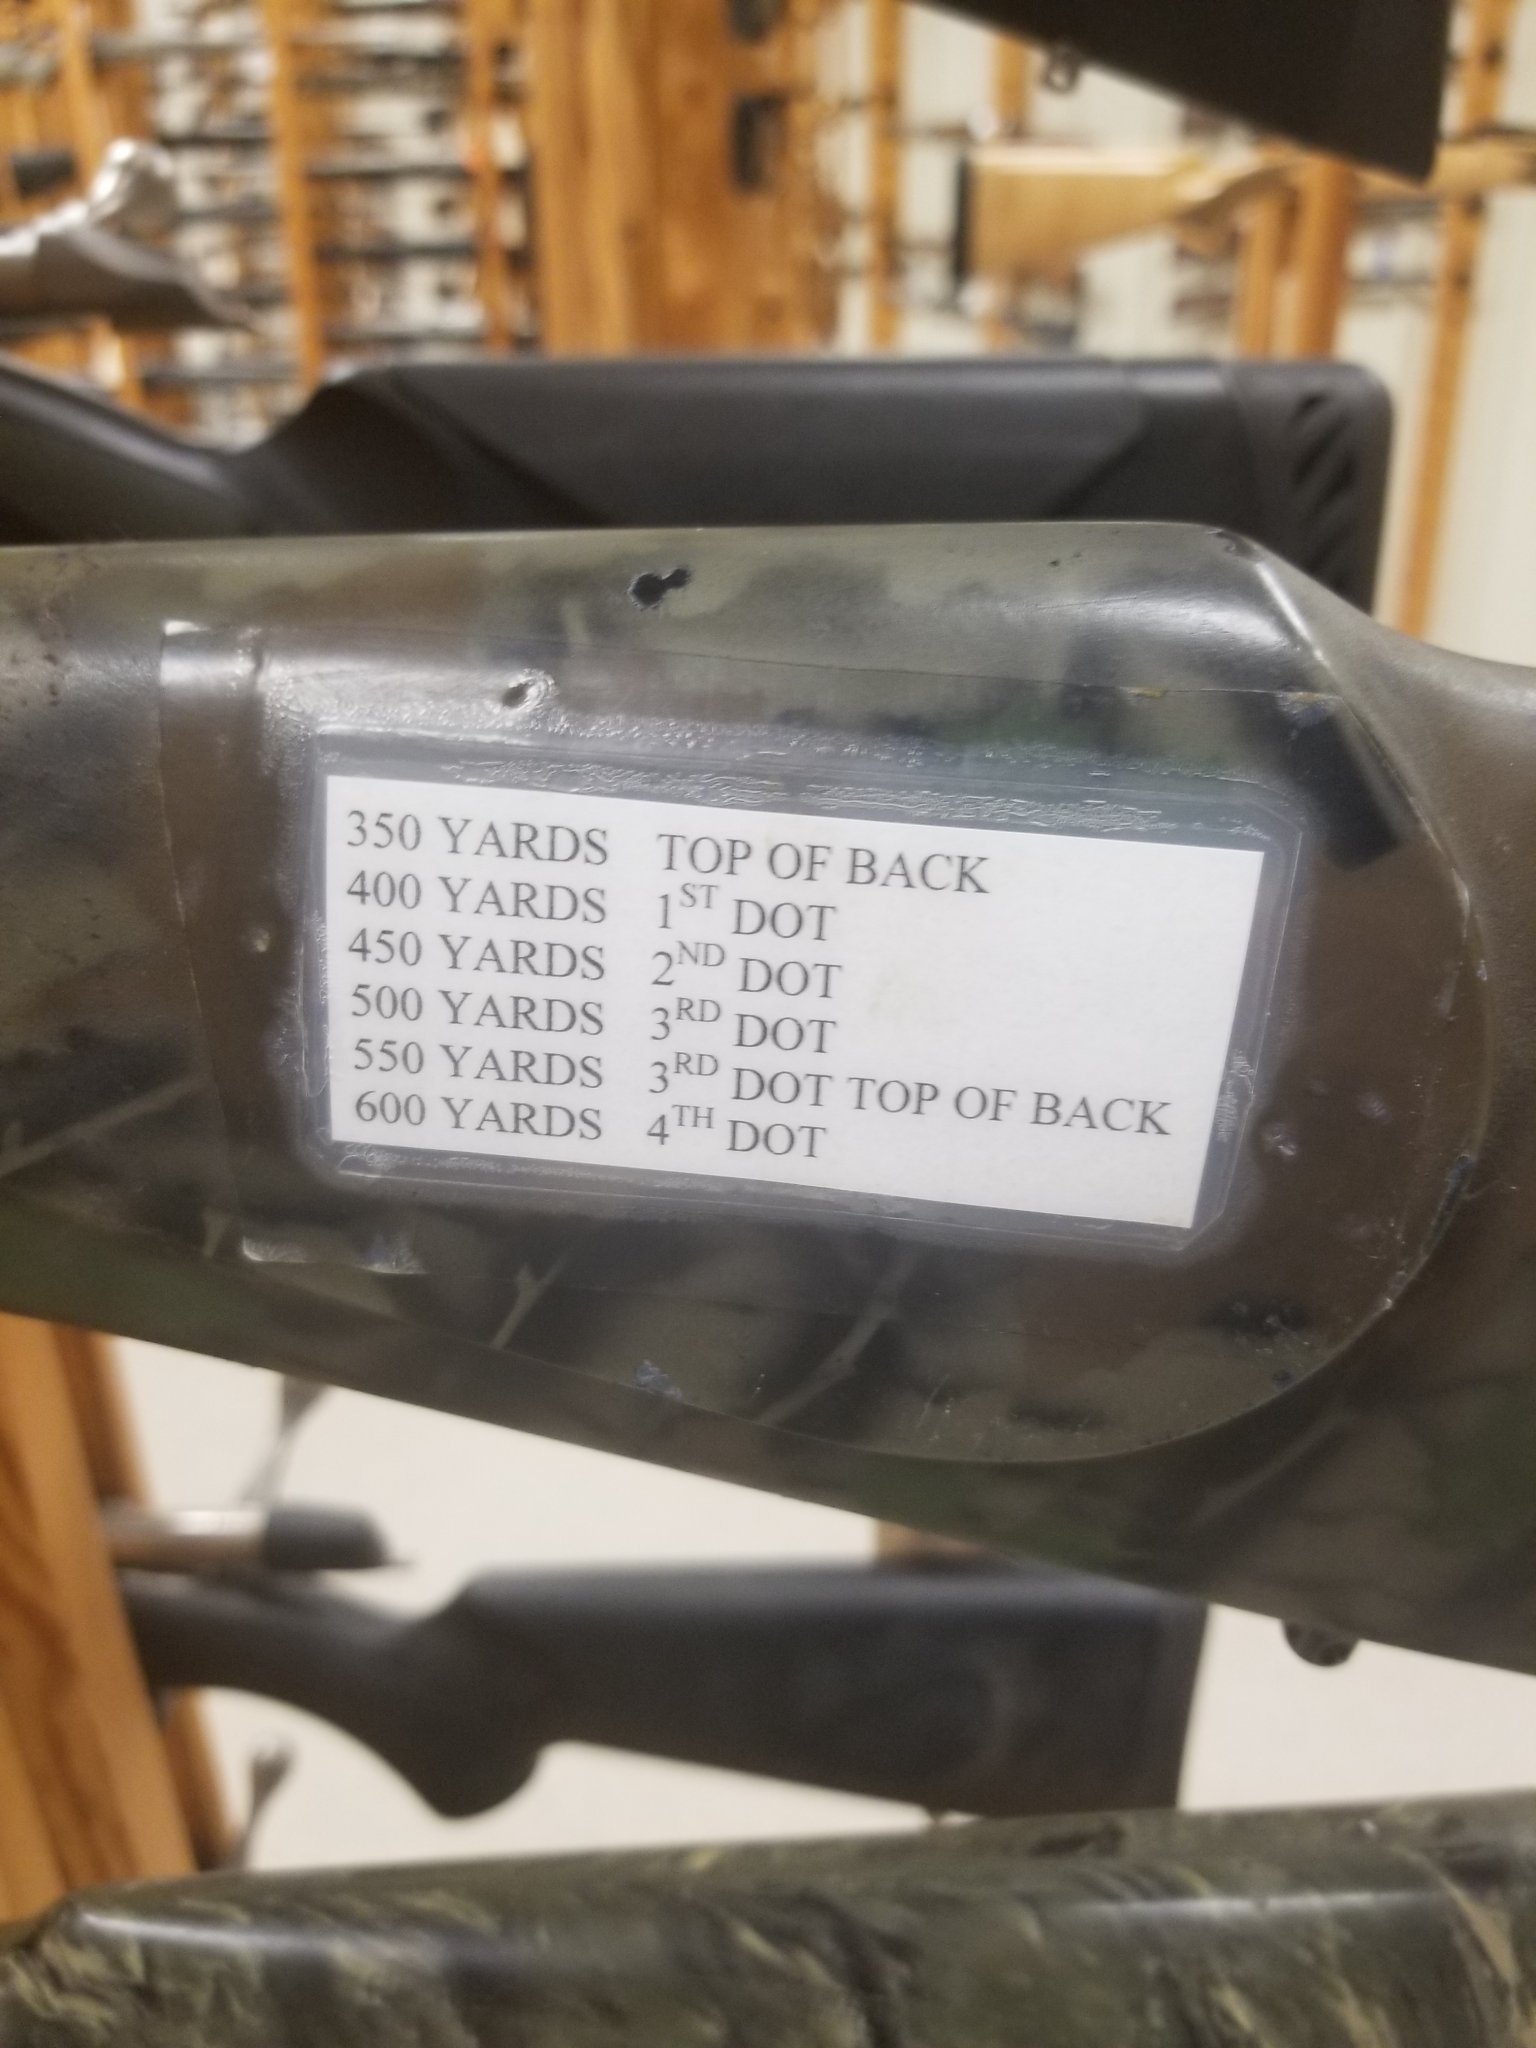 350 YARDS TOP OF BACK
400 YARDS 1ST DOT
450 YARDS 2ND DOT
500 YARDS 3RD DOT
550 YARDS 3RD DOT TOP OF BACK
600 YARDS 4TH DOT